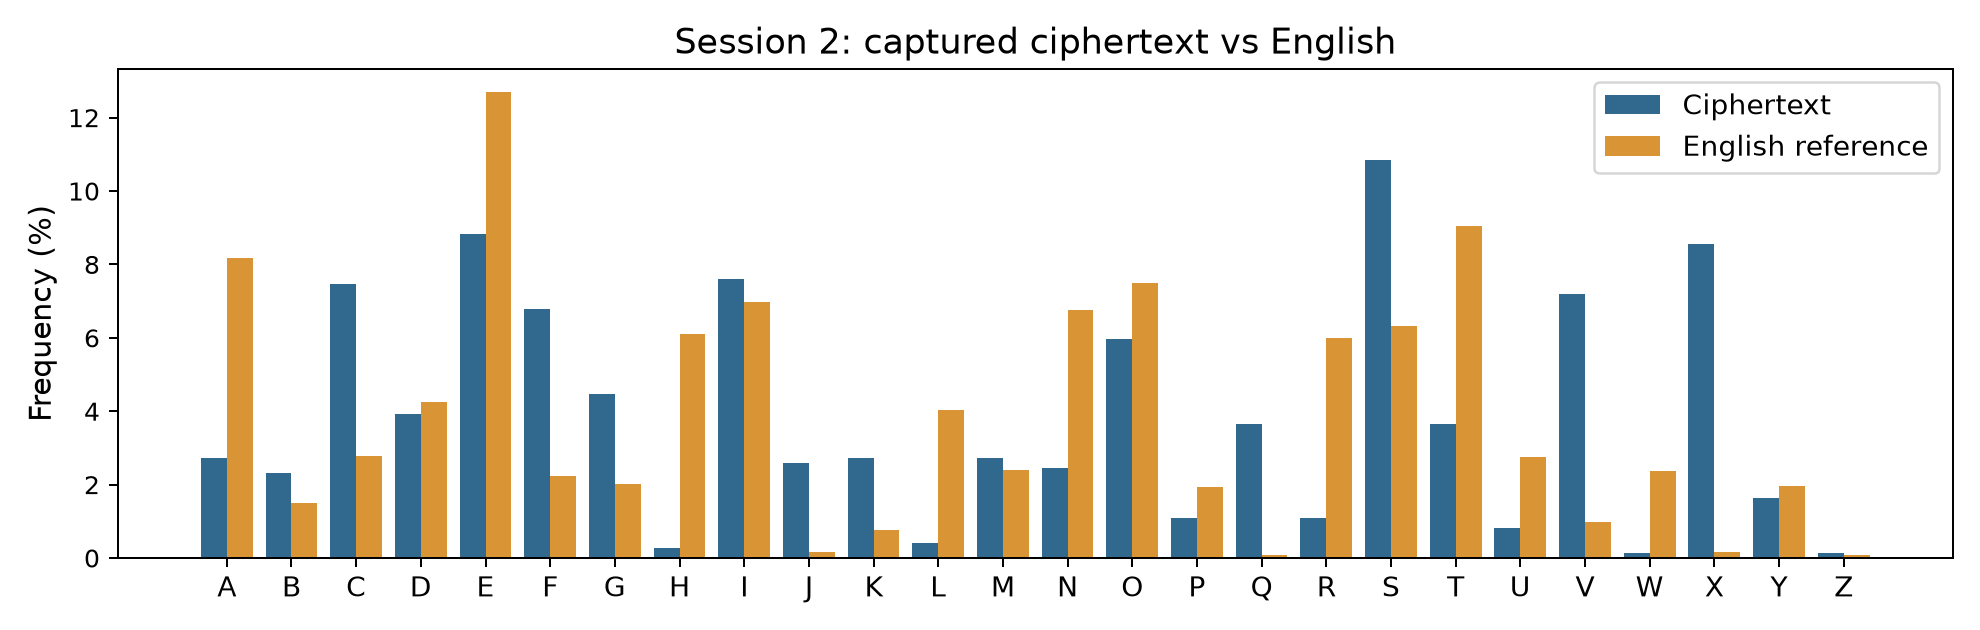 Session 2: captured ciphertext vs English
Ciphertext
English reference
Frequency (%)
12
10
8
6
4
2
0
A B C D E F G H I J K L M N O P Q R S T U V W X Y Z